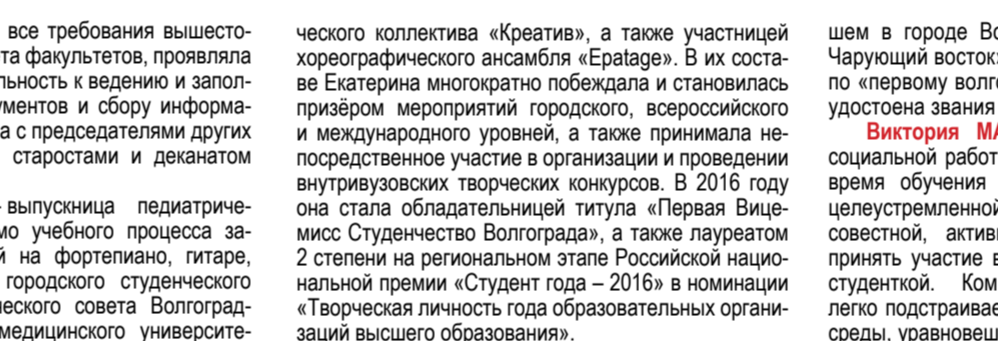 все требования вышесто-
та факультетов, проявляла
льность к ведению и запол-
ументов и сбору информа-
а с председателями других
старостами и деканатом
выпускница педиатриче-
мо учебного процесса за-
й на фортепиано, гитаре,
городского студенческого
ческого совета Волгоград-
медицинского университе-
ческого коллектива «Креатив», а также участницей
хореографического ансамбля «Epatage». В их соста-
ве Екатерина многократно побеждала и становилась
призёром мероприятий городского, всероссийского
и международного уровней, а также принимала не-
посредственное участие в организации и проведении
внутривузовских творческих конкурсов. В 2016 году
она стала обладательницей титула «Первая Вице-
мисс Студенчество Волгограда», а также лауреатом
2 степени на региональном этапе Российской нацио-
нальной премии «Студент года – 2016» в номинации
«Творческая личность года образовательных органи-
заций высшего образования».
шем в городе Во
Чарующий восток»
по «первому волго
удостоена звания
Виктория МА
социальной работ
время обучения
целеустремленной
совестной, актив
принять участие в
студенткой. Ком
легко подстраивае
среды, уравновеш